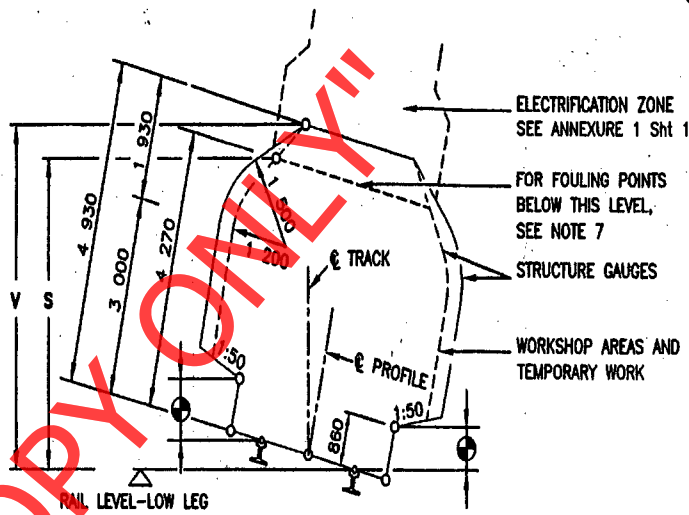 ELECTRIFICATION ZONE
SEE ANNEXURE 1 Sht 1
FOR FOULING POINTS
BELOW THIS LEVEL,
SEE NOTE 7
STRUCTURE GAUGES
WORKSHOP AREAS AND
TEMPORARY WORK
4 930
1 930
3 000
4 270
V
S
200
℄ TRACK
℄ PROFILE
1:50
1:50
860
RAIL LEVEL-LOW LEG
COPY ONLY"